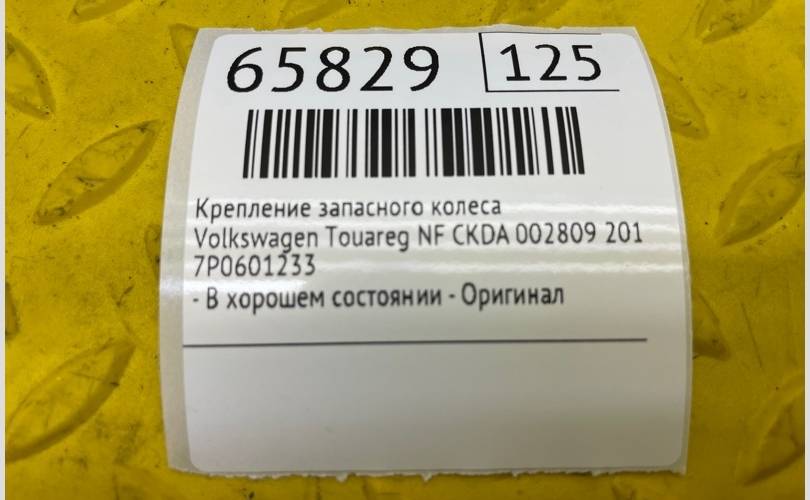 65829 125
Крепление запасного колеса
Volkswagen Touareg NF CKDA 002809 201
7P0601233
- В хорошем состоянии - Оригинал